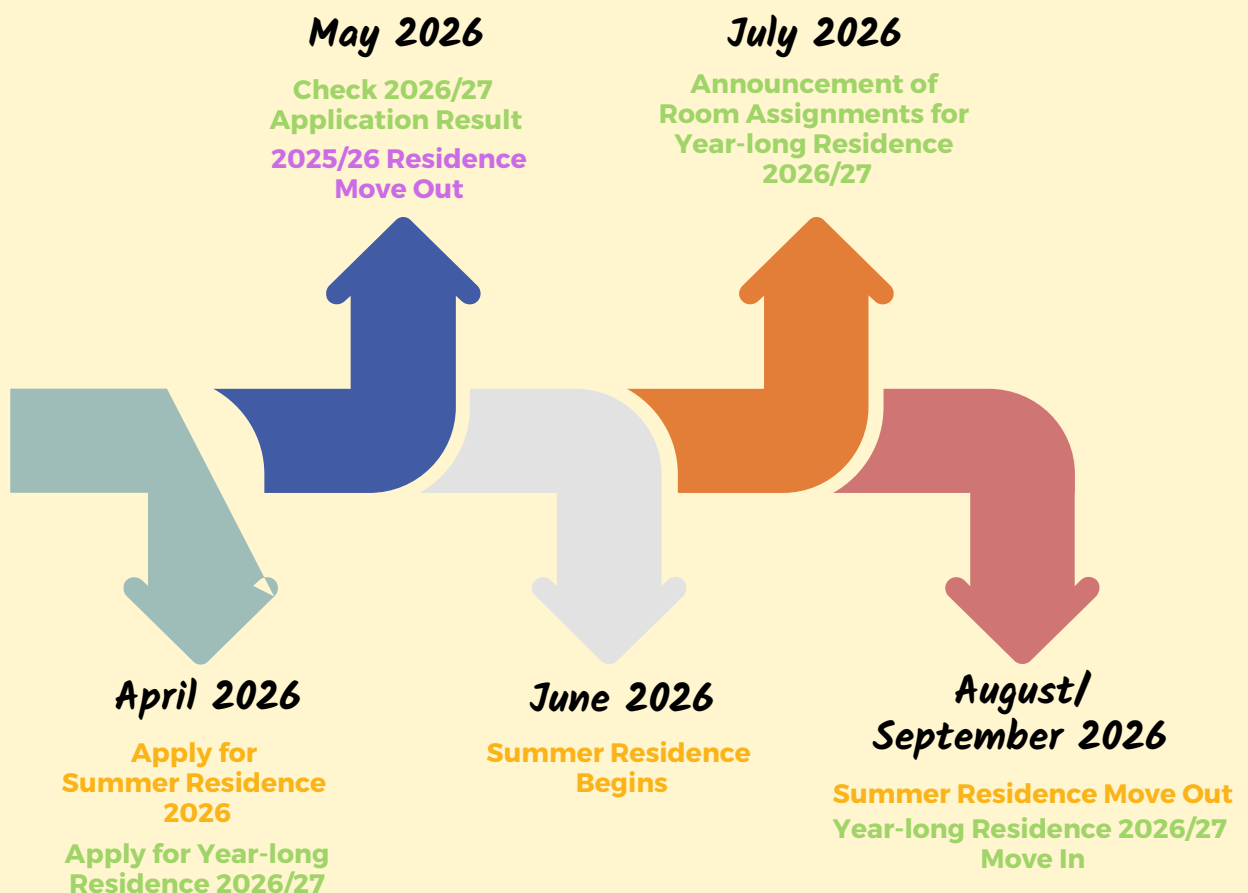 May 2026
Check 2026/27
Application Result
2025/26 Residence
Move Out
July 2026
Announcement of
Room Assignments for
Year-long Residence
2026/27
April 2026
Apply for
Summer Residence
2026
Apply for Year-long
Residence 2026/27
June 2026
Summer Residence
Begins
August/
September 2026
Summer Residence Move Out
Year-long Residence 2026/27
Move In